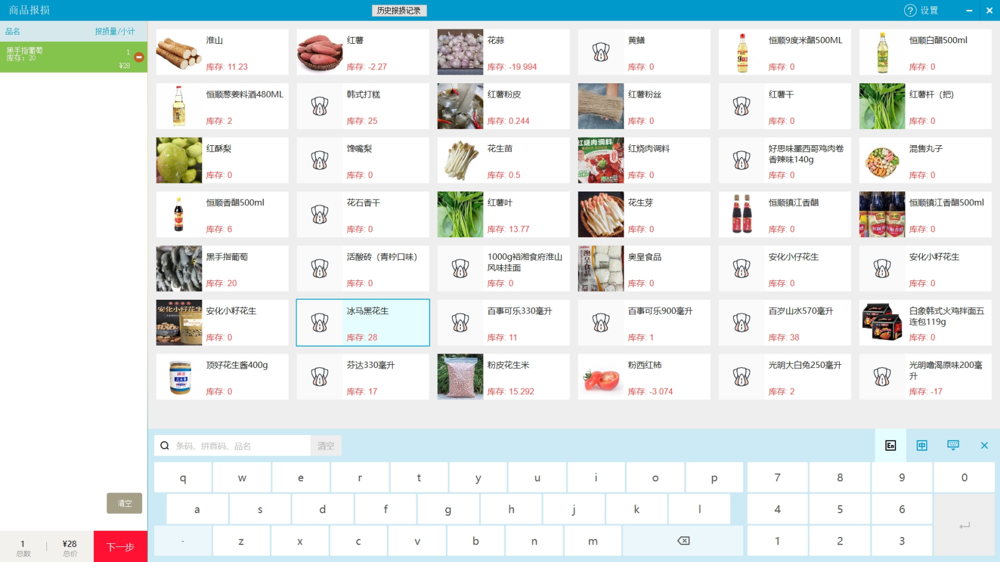 商品报损
历史报损记录
设置
品名
报损量/小计
黑手指葡萄
库存：20
1
¥28
淮山
库存: 11.23
红薯
库存: -2.27
花蒜
库存: -19.994
黄鳝
库存: 0
恒顺9度米醋500ML
库存: 0
恒顺白醋500ml
库存: 0
恒顺葱姜料酒480ML
库存: 2
韩式打糕
库存: 25
红薯粉皮
库存: 0.244
红薯粉丝
库存: 0
红薯干
库存: 0
红薯杆（把）
库存: 0
红酥梨
库存: 0
馋嘴梨
库存: 0
花生苗
库存: 0.5
红烧肉调料
红烧肉调料
库存: 0
好思味墨西哥鸡肉卷
香辣味140g
库存: 0
混售丸子
库存: 0
恒顺香醋500ml
库存: 6
花石香干
库存: 0
红薯叶
库存: 13.77
花生芽
库存: 0
恒顺镇江香醋
库存: 0
恒顺镇江香醋500ml
库存: 0
黑手指葡萄
库存: 20
活酸砖（青柠口味）
库存: 0
1000g裕湘食府淮山
风味挂面
库存: 0
澳皇食品
奥皇食品
库存: 0
安化小仔花生
库存: 0
安化小籽花生
库存: 0
安化小籽花生
安化小籽花生
库存: 0
冰马黑花生
库存: 28
百事可乐330毫升
库存: 11
百事可乐900毫升
库存: 1
百岁山水570毫升
库存: 38
白象韩式火鸡拌面五
连包119g
库存: 0
顶好花生酱400g
库存: 0
芬达330毫升
库存: 17
粉皮花生米
库存: 15.292
粉西红柿
库存: -3.074
光明大白兔250毫升
库存: 2
光明噜渴原味200毫
升
库存: -17
条码、拼音码、品名
清空
En
中
q w e r t y u i o p 7 8 9 0
a s d f g h j k l 4 5 6
- z x c v b n m 1 2 3
清空
1
总数
¥28
总价
下一步